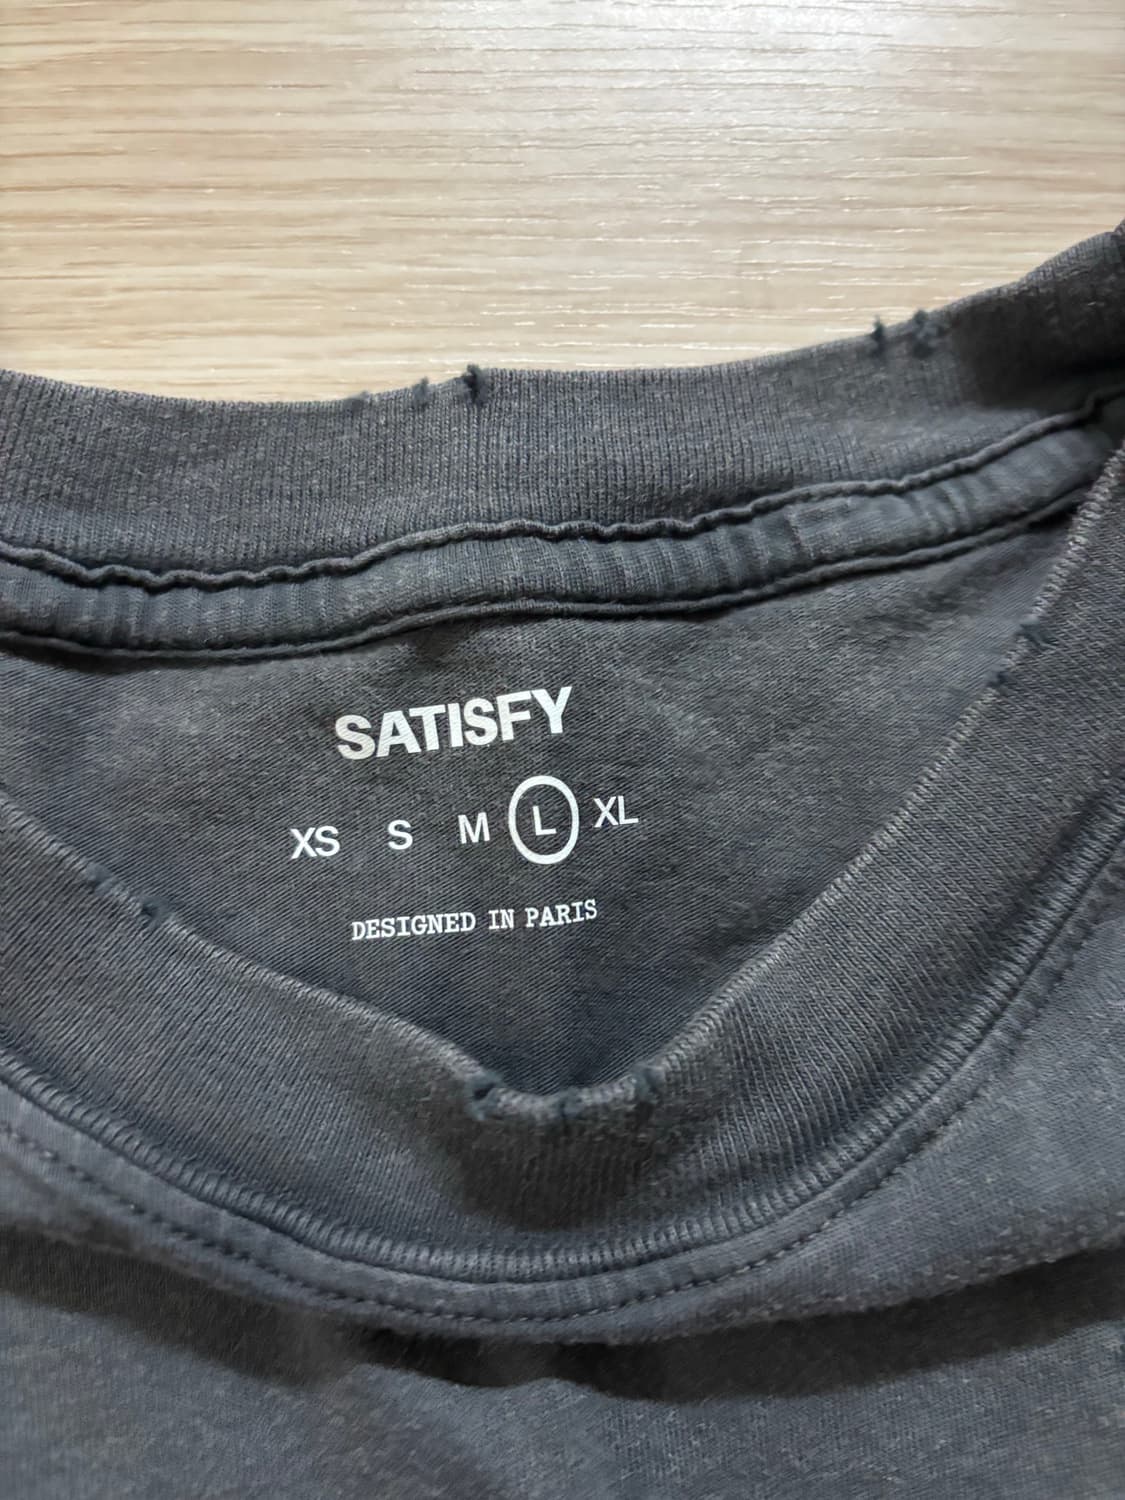 SATISFY
XS S M L XL
DESIGNED IN PARIS